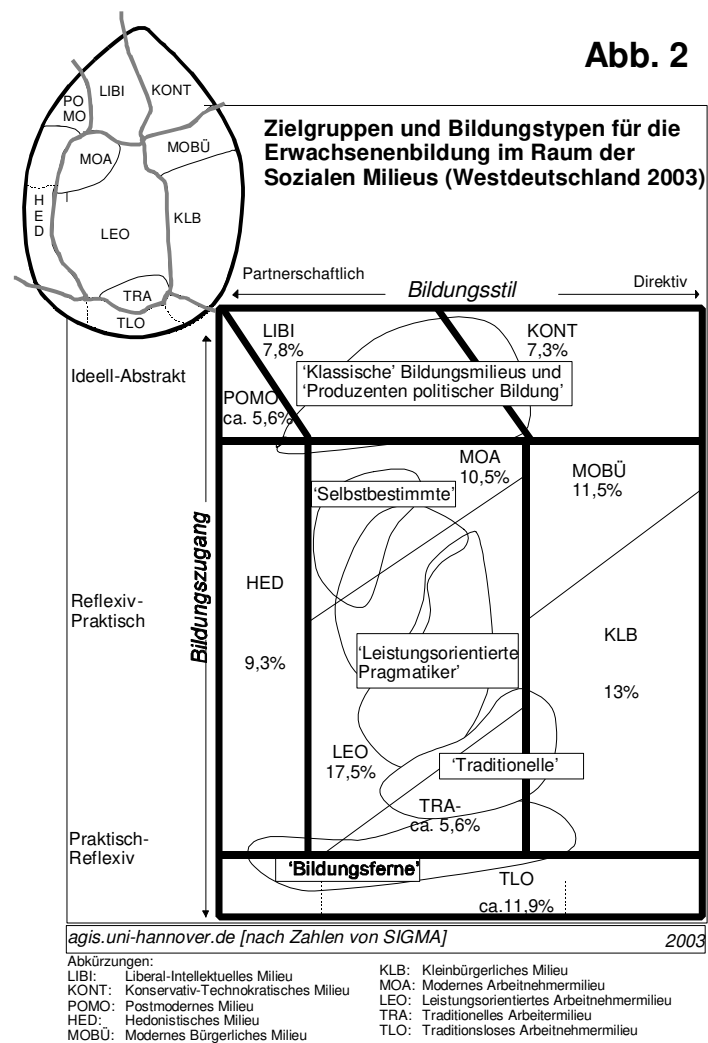 Abb. 2
Zielgruppen und Bildungstypen für die
Erwachsenenbildung im Raum der
Sozialen Milieus (Westdeutschland 2003)
LIBI
KONT
PO
MO
MOBÜ
MOA
H
E
D
KLB
LEO
TRA
TLO
Partnerschaftlich
Bildungsstil
Direktiv
LIBI
7,8%
KONT
7,3%
Ideell-Abstrakt
'Klassische' Bildungsmilieus und
'Produzenten politischer Bildung'
POMO
ca. 5,6%
MOA
10,5%
MOBÜ
11,5%
'Selbstbestimmte'
Bildungszugang
HED
9,3%
Reflexiv-
Praktisch
KLB
13%
'Leistungsorientierte
Pragmatiker'
LEO
17,5%
'Traditionelle'
TRA-
ca. 5,6%
Praktisch-
Reflexiv
'Bildungsferne'
TLO
ca.11,9%
agis.uni-hannover.de [nach Zahlen von SIGMA]
2003
Abkürzungen:
LIBI: Liberal-Intellektuelles Milieu
KONT: Konservativ-Technokratisches Milieu
POMO: Postmodernes Milieu
HED: Hedonistisches Milieu
MOBÜ: Modernes Bürgerliches Milieu
KLB: Kleinbürgerliches Milieu
MOA: Modernes Arbeitnehmermilieu
LEO: Leistungsorientiertes Arbeitnehmermilieu
TRA: Traditionelles Arbeitermilieu
TLO: Traditionsloses Arbeitnehmermilieu